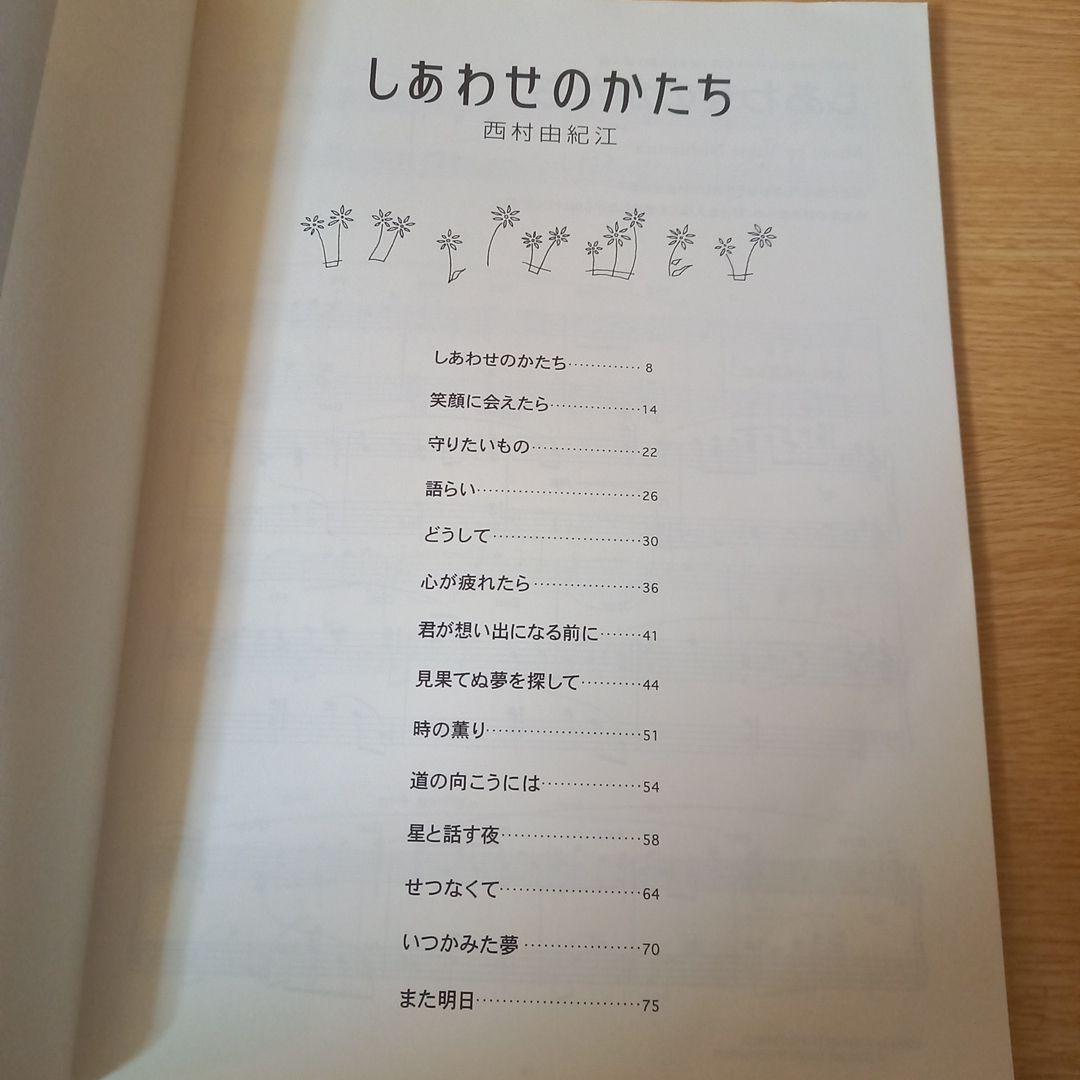 しあわせのかたち
西村由紀江
しあわせのかたち…………8
笑顔に会えたら……………14
守りたいもの………………22
語らい………………………26
どうして……………………30
心が疲れたら………………36
君が想い出になる前に……41
見果てぬ夢を探して………44
時の薫り……………………51
道の向こうには……………54
星と話す夜…………………58
せつなくて…………………64
いつかみた夢………………70
また明日……………………75